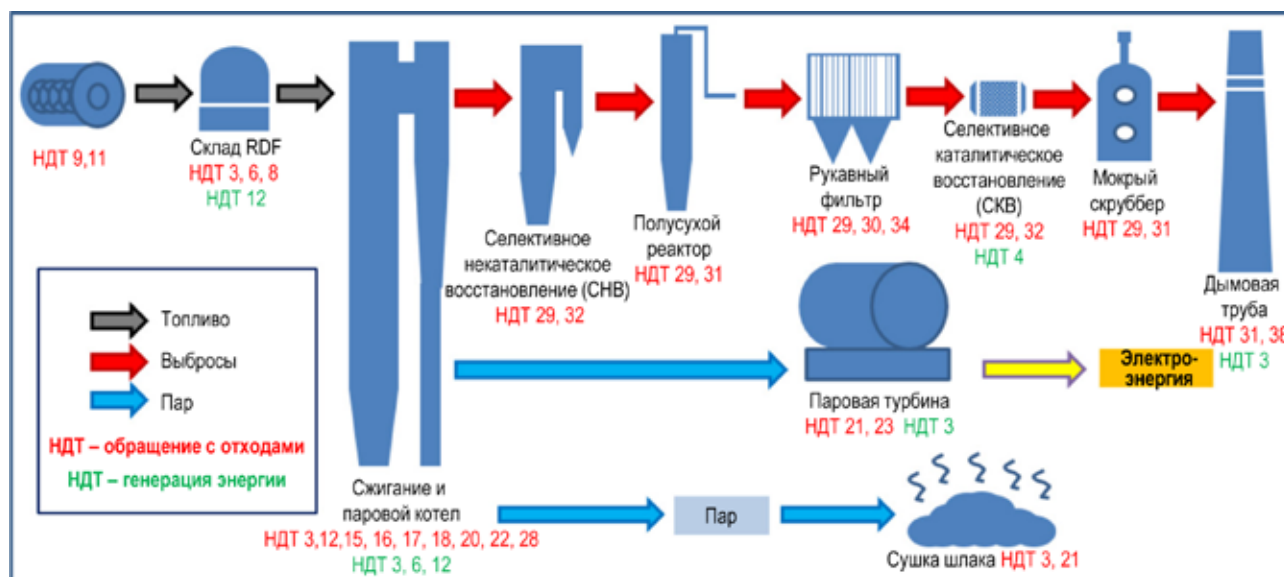 НДТ 9,11
Склад RDF
НДТ 3, 6, 8
НДТ 12
Сжигание и
паровой котел
НДТ 3,12,15, 16, 17, 18, 20, 22, 28
НДТ 3, 6, 12
Селективное
некаталитическое
восстановление (СНВ)
НДТ 29, 32
Полусухой
реактор
НДТ 29, 31
Рукавный
фильтр
НДТ 29, 30, 34
Селективное
каталитическое
восстановление
(СКВ)
НДТ 29, 32
НДТ 4
Мокрый
скруббер
НДТ 29, 31
Дымовая
труба
НДТ 31, 38
НДТ 3
Паровая турбина
НДТ 21, 23 НДТ 3
Электро-
энергия
Пар
Сушка шлака НДТ 3, 21
Топливо
Выбросы
Пар
НДТ – обращение с отходами
НДТ – генерация энергии